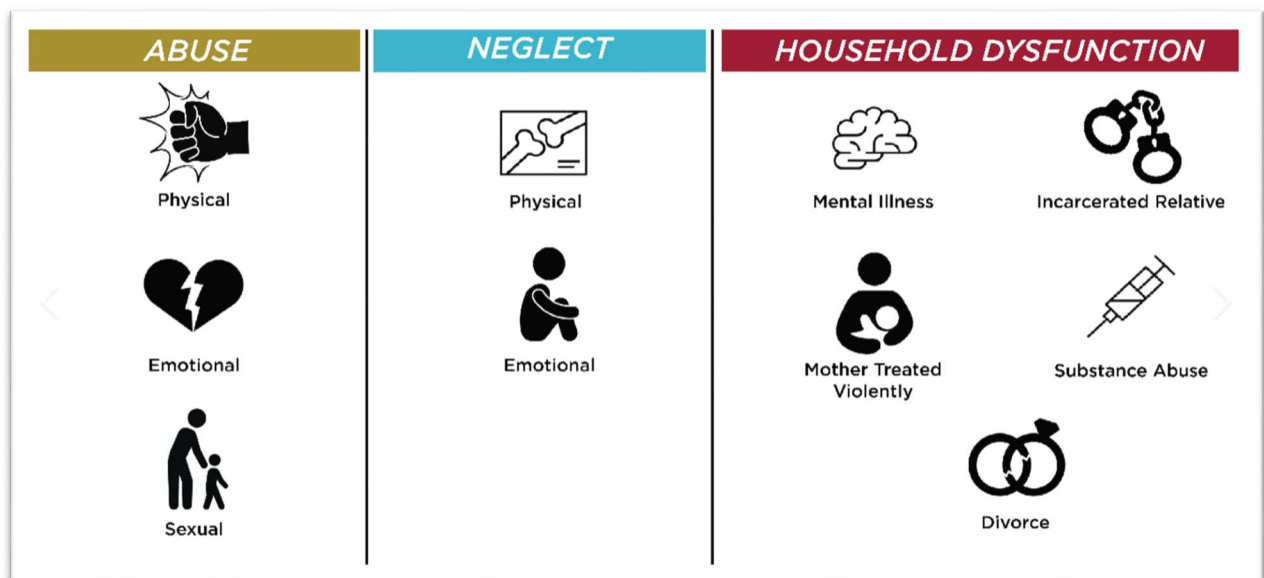 ABUSE
Physical
Emotional
Sexual
NEGLECT
Physical
Emotional
HOUSEHOLD DYSFUNCTION
Mental Illness
Incarcerated Relative
Mother Treated
Violently
Substance Abuse
Divorce